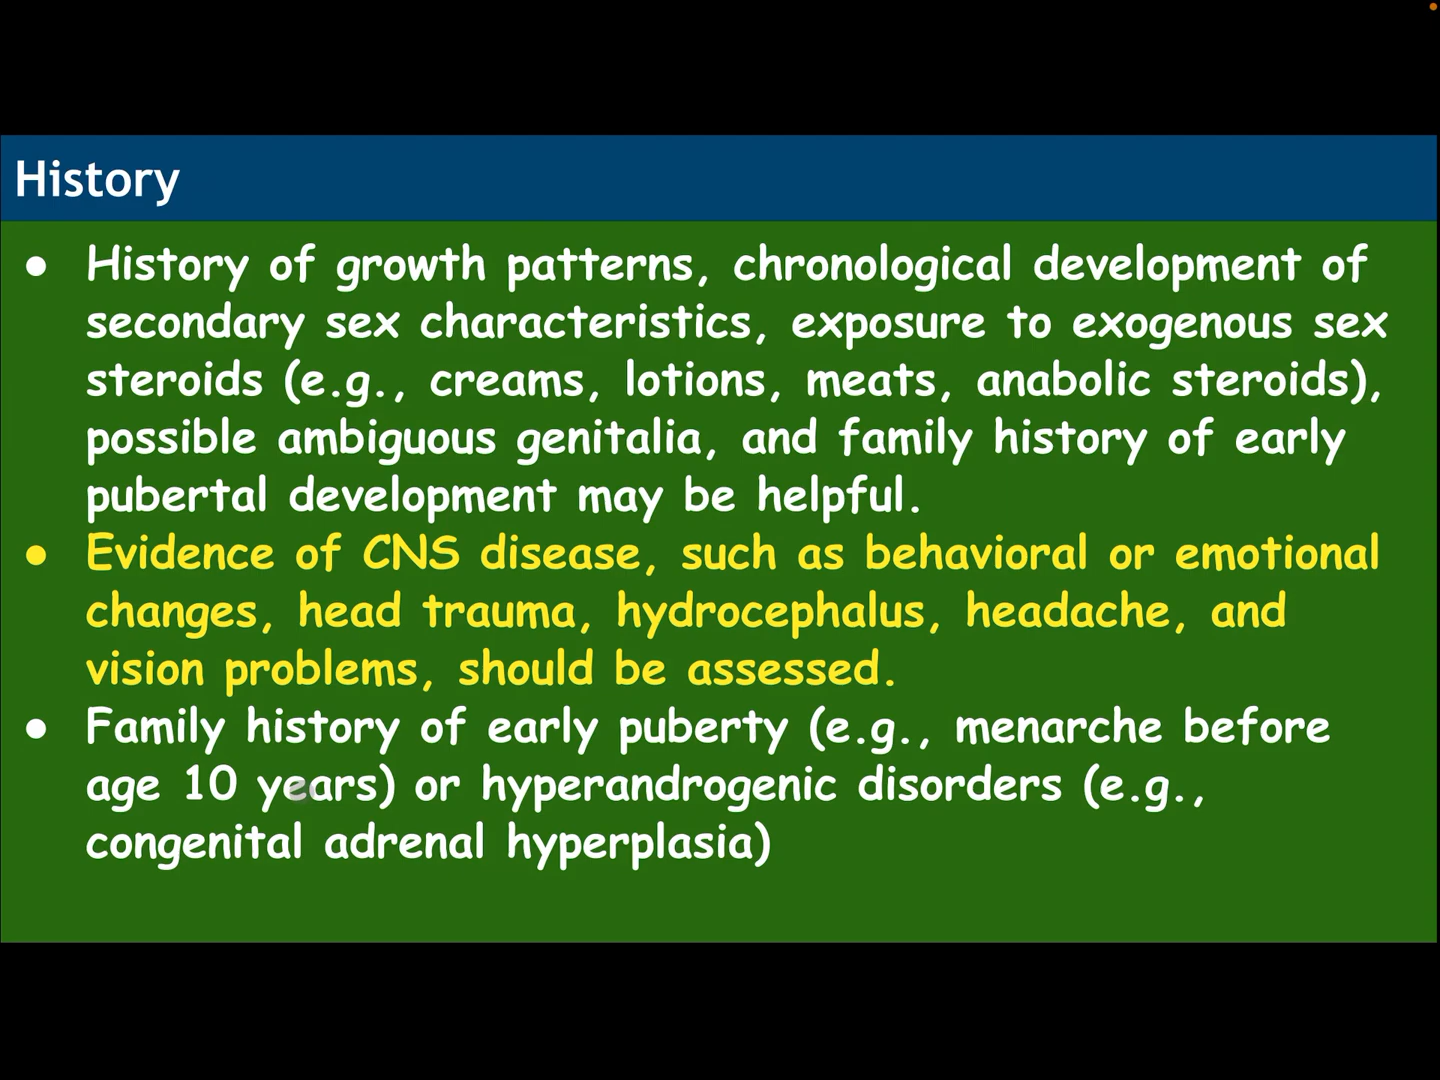 History
● History of growth patterns, chronological development of
secondary sex characteristics, exposure to exogenous sex
steroids (e.g., creams, lotions, meats, anabolic steroids),
possible ambiguous genitalia, and family history of early
pubertal development may be helpful.
● Evidence of CNS disease, such as behavioral or emotional
changes, head trauma, hydrocephalus, headache, and
vision problems, should be assessed.
● Family history of early puberty (e.g., menarche before
age 10 years) or hyperandrogenic disorders (e.g.,
congenital adrenal hyperplasia)